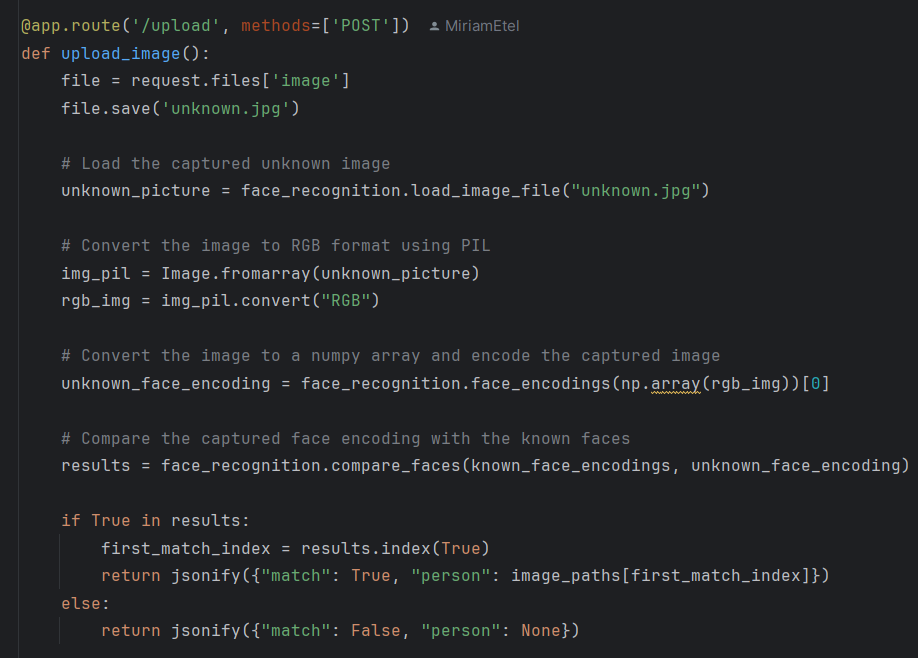 @app.route('/upload', methods=['POST']) MiriamEtel
def upload_image():
file = request.files['image']
file.save('unknown.jpg')
# Load the captured unknown image
unknown_picture = face_recognition.load_image_file("unknown.jpg")
# Convert the image to RGB format using PIL
img_pil = Image.fromarray(unknown_picture)
rgb_img = img_pil.convert("RGB")
# Convert the image to a numpy array and encode the captured image
unknown_face_encoding = face_recognition.face_encodings(np.array(rgb_img))[0]
# Compare the captured face encoding with the known faces
results = face_recognition.compare_faces(known_face_encodings, unknown_face_encoding)
if True in results:
first_match_index = results.index(True)
return jsonify({"match": True, "person": image_paths[first_match_index]})
else:
return jsonify({"match": False, "person": None})